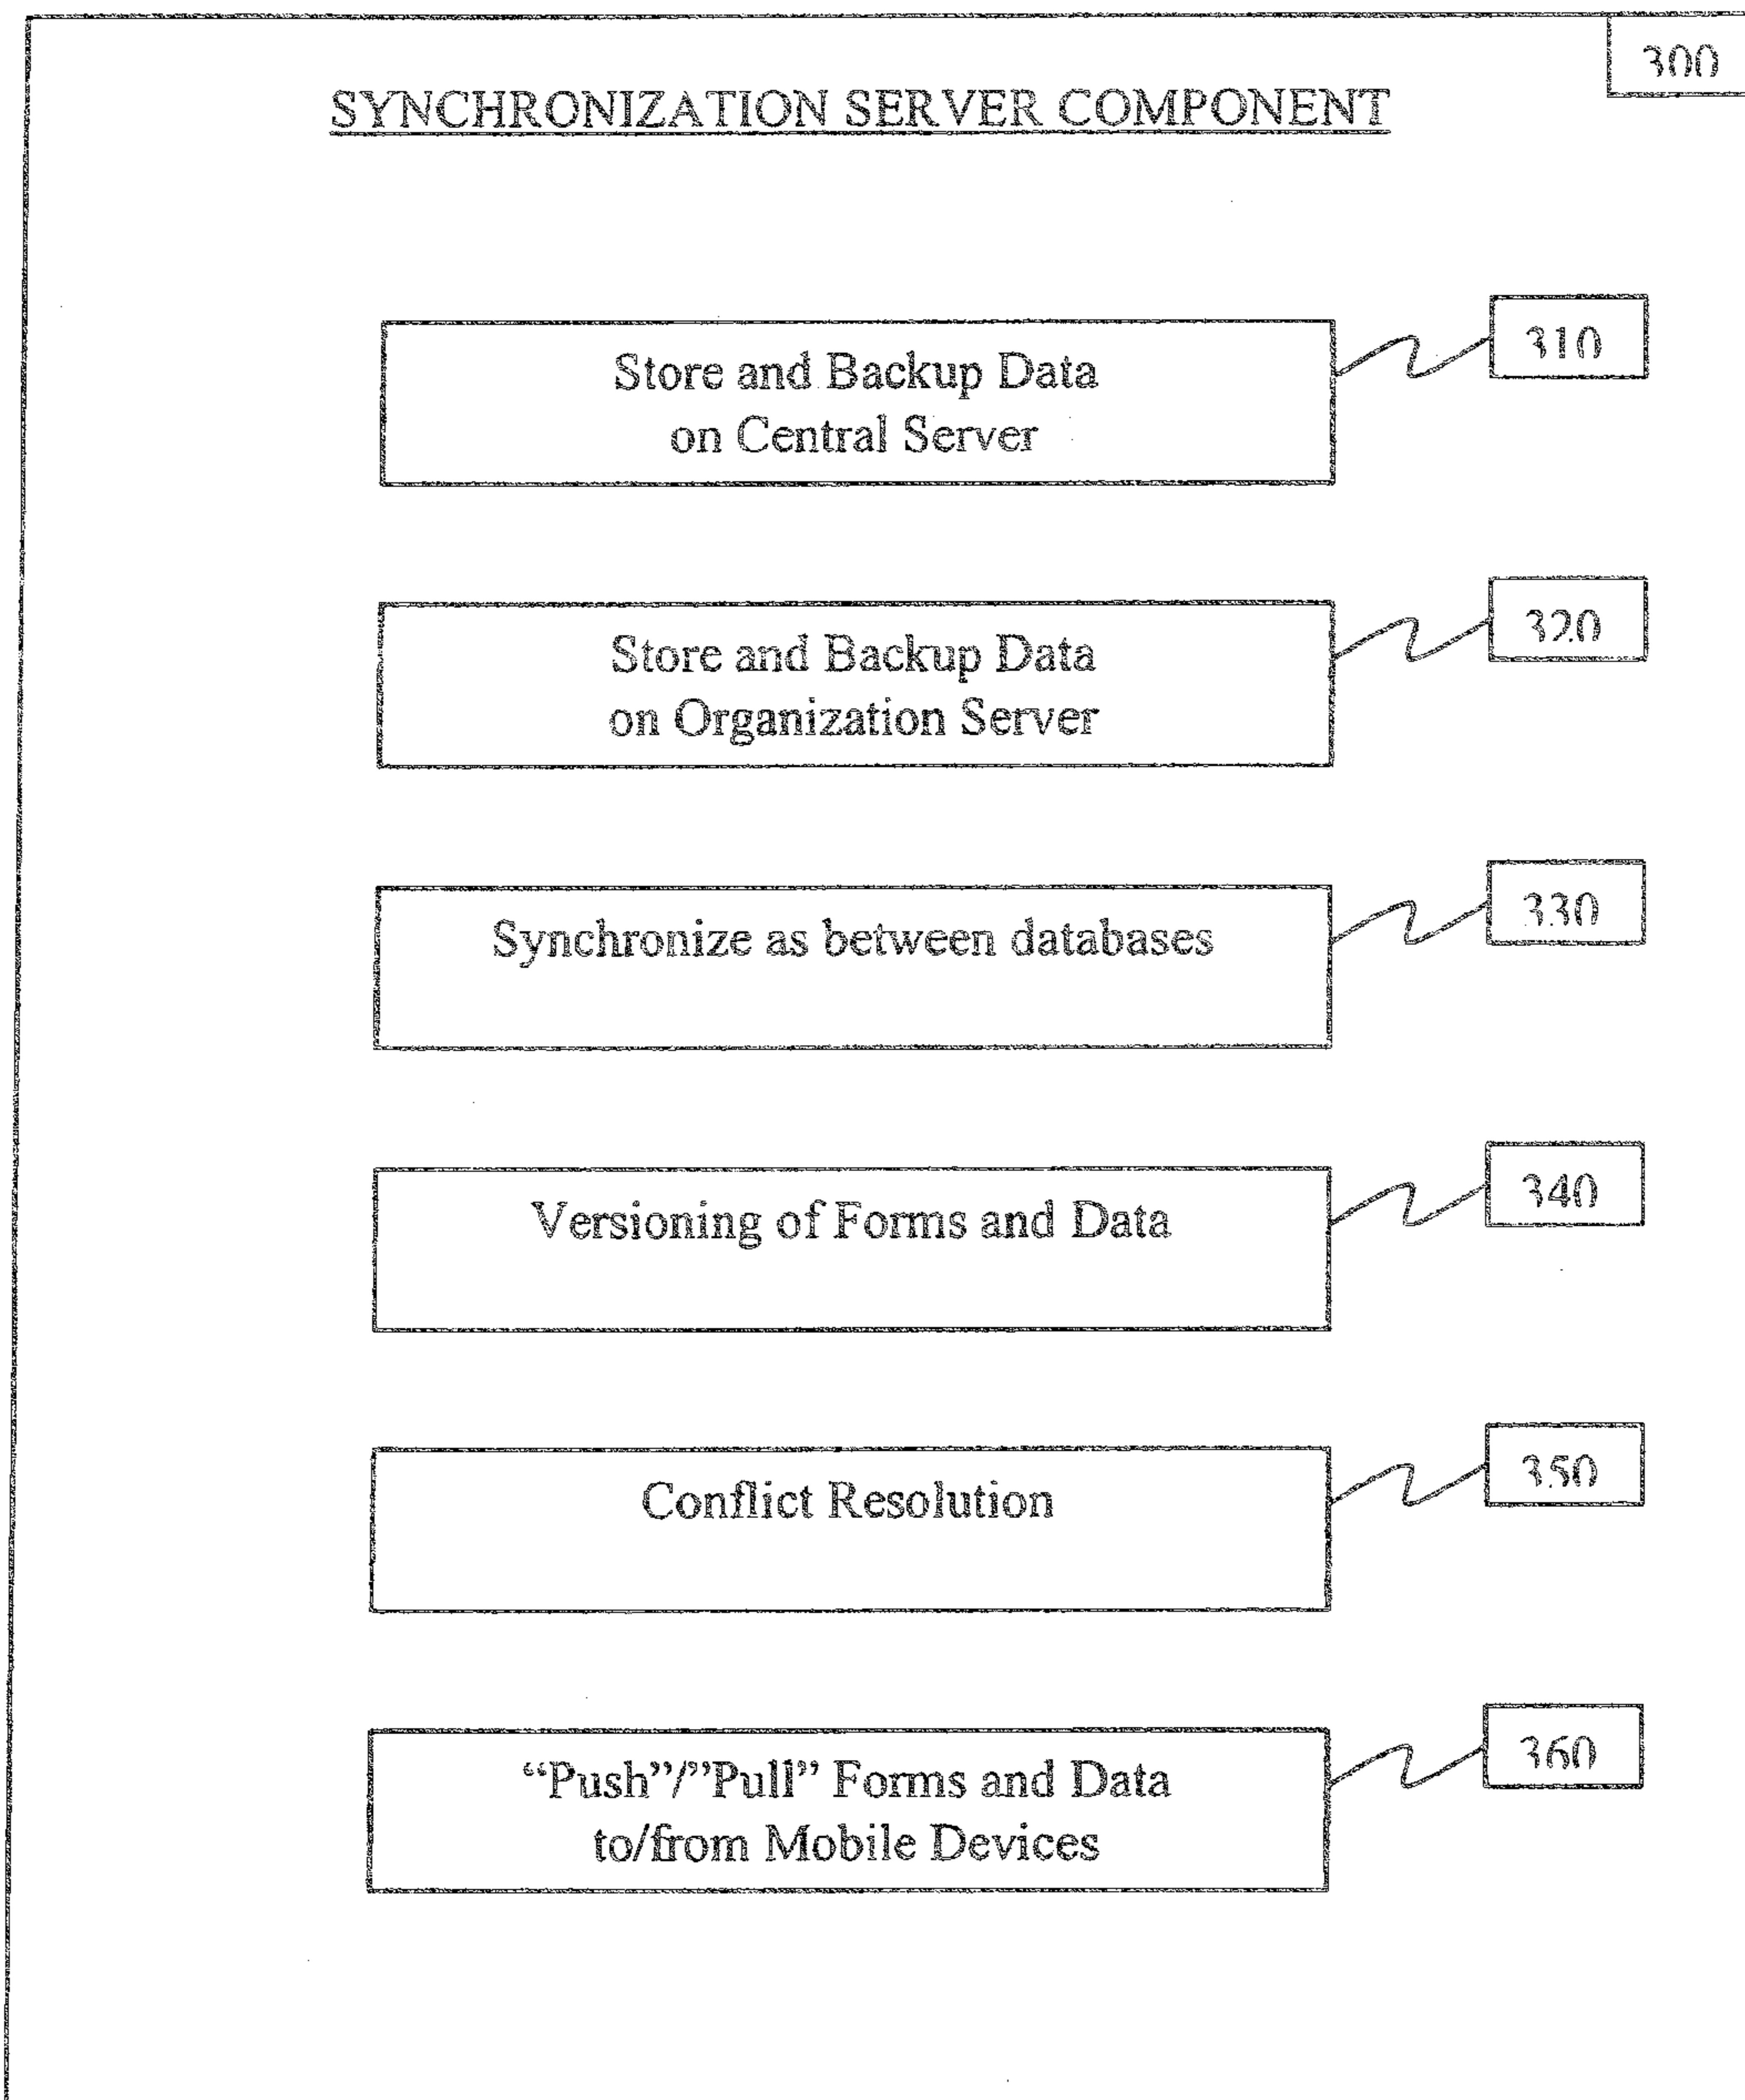 300
SYNCHRONIZATION SERVER COMPONENT
Store and Backup Data
on Central Server
310
Store and Backup Data
on Organization Server
320
Synchronize as between databases
330
Versioning of Forms and Data
340
Conflict Resolution
350
“Push”/”Pull” Forms and Data
to/from Mobile Devices
360